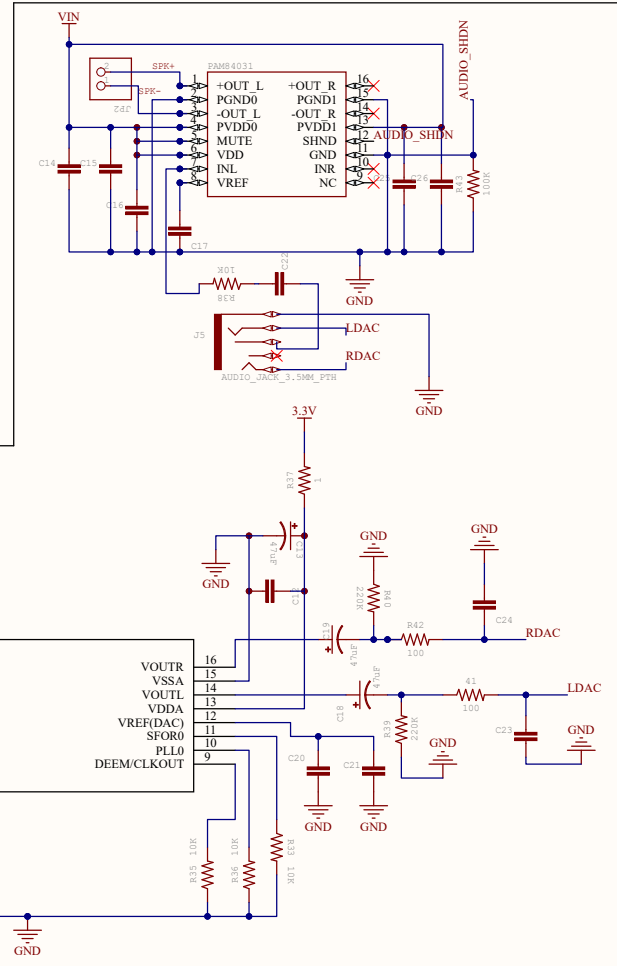 VIN
AUDIO_SHDN
SPK+
SPK-
2
1
JP2
PAM84031
1 +OUT_L +OUT_R 16
2 PGND0 PGND1 15
3 -OUT_L -OUT_R 14
4 PVDD0 PVDD1 13
5 MUTE SHND 12 AUDIO_SHDN
6 VDD GND 11
7 INL INR 10
8 VREF NC 9
C14
C15
C16
C17
C25
C26
R43
100K
GND
10K
R38
C22
J5
LDAC
RDAC
AUDIO_JACK_3.5MM_PTH
GND
3.3V
R37
1
GND
47uF
C13
GND
GND
220K
R40
C24
C19
47uF
R42
100
RDAC
VOUTR 16
VSSA 15
VOUTL 14
VDDA 13
VREF(DAC) 12
SFOR0 11
PLL0 10
DEEM/CLKOUT 9
C18
47uF
R39
220K
41
100
LDAC
C23
GND
GND
C20
C21
GND
GND
R35
10K
R36
10K
R33
10K
GND